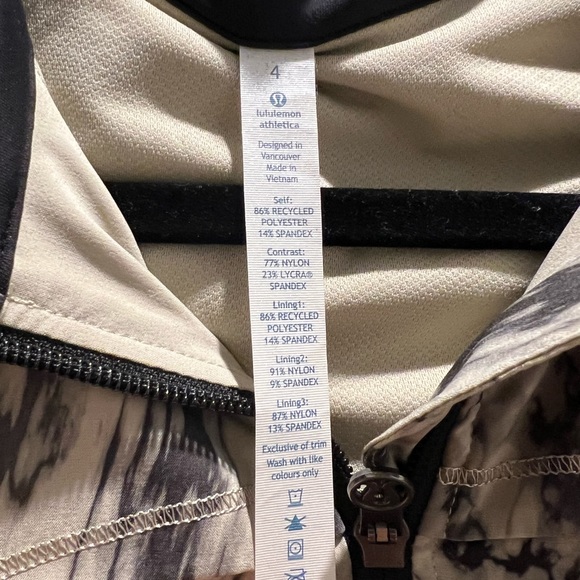 4
lululemon
athletica
Designed in
Vancouver
Made in
Vietnam
Self:
86% RECYCLED
POLYESTER
14% SPANDEX
Contrast:
77% NYLON
23% LYCRA®
SPANDEX
Lining1:
86% RECYCLED
POLYESTER
14% SPANDEX
Lining2:
91% NYLON
9% SPANDEX
Lining3:
87% NYLON
13% SPANDEX
Exclusive of trim
Wash with like
colours only